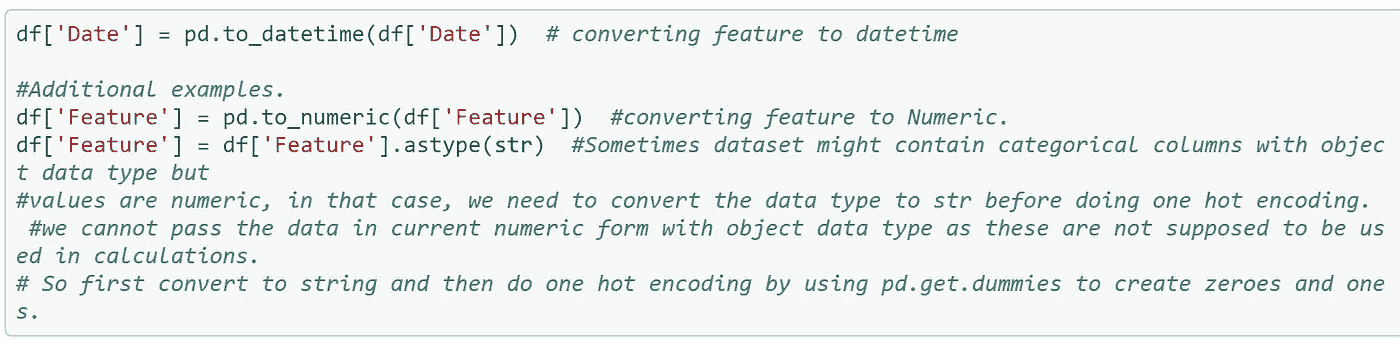 df['Date'] = pd.to_datetime(df['Date'])  # converting feature to datetime
#Additional examples.
df['Feature'] = pd.to_numeric(df['Feature'])  #converting feature to Numeric.
df['Feature'] = df['Feature'].astype(str)  #Sometimes dataset might contain categorical columns with objec
t data type but
#values are numeric, in that case, we need to convert the data type to str before doing one hot encoding.
 #we cannot pass the data in current numeric form with object data type as these are not supposed to be us
ed in calculations.
# So first convert to string and then do one hot encoding by using pd.get.dummies to create zeroes and one
s.